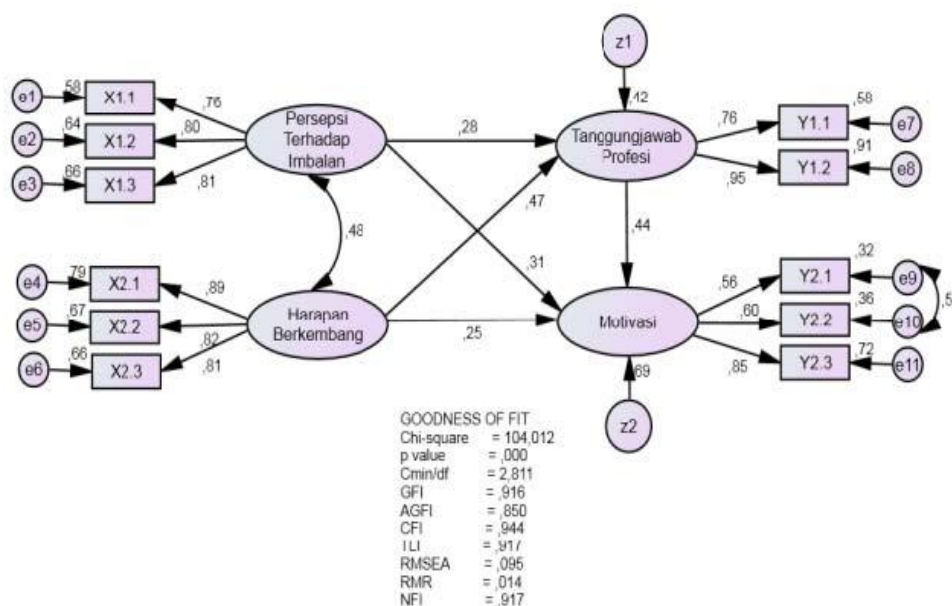 z1
,42
e1
,58
X1.1
,76
Persepsi
Terhadap
Imbalan
e2
,64
X1.2
,80
e3
,66
X1.3
,81
,28
Tanggungjawab
Profesi
,76
Y1.1
,58
e7
,95
Y1.2
,91
e8
,48
,47
,44
,31
e4
,79
X2.1
,89
Harapan
Berkembang
e5
,67
X2.2
,82
e6
,66
X2.3
,81
,25
Motivasi
,56
Y2.1
,32
e9
,60
Y2.2
,36
e10
,85
Y2.3
,72
e11
,69
z2
GOODNESS OF FIT
Chi-square = 104,012
p value = ,000
Cmin/df = 2,811
GFI = ,916
AGFI = ,850
CFI = ,944
TLI = ,917
RMSEA = ,095
RMR = ,014
NFI = ,917